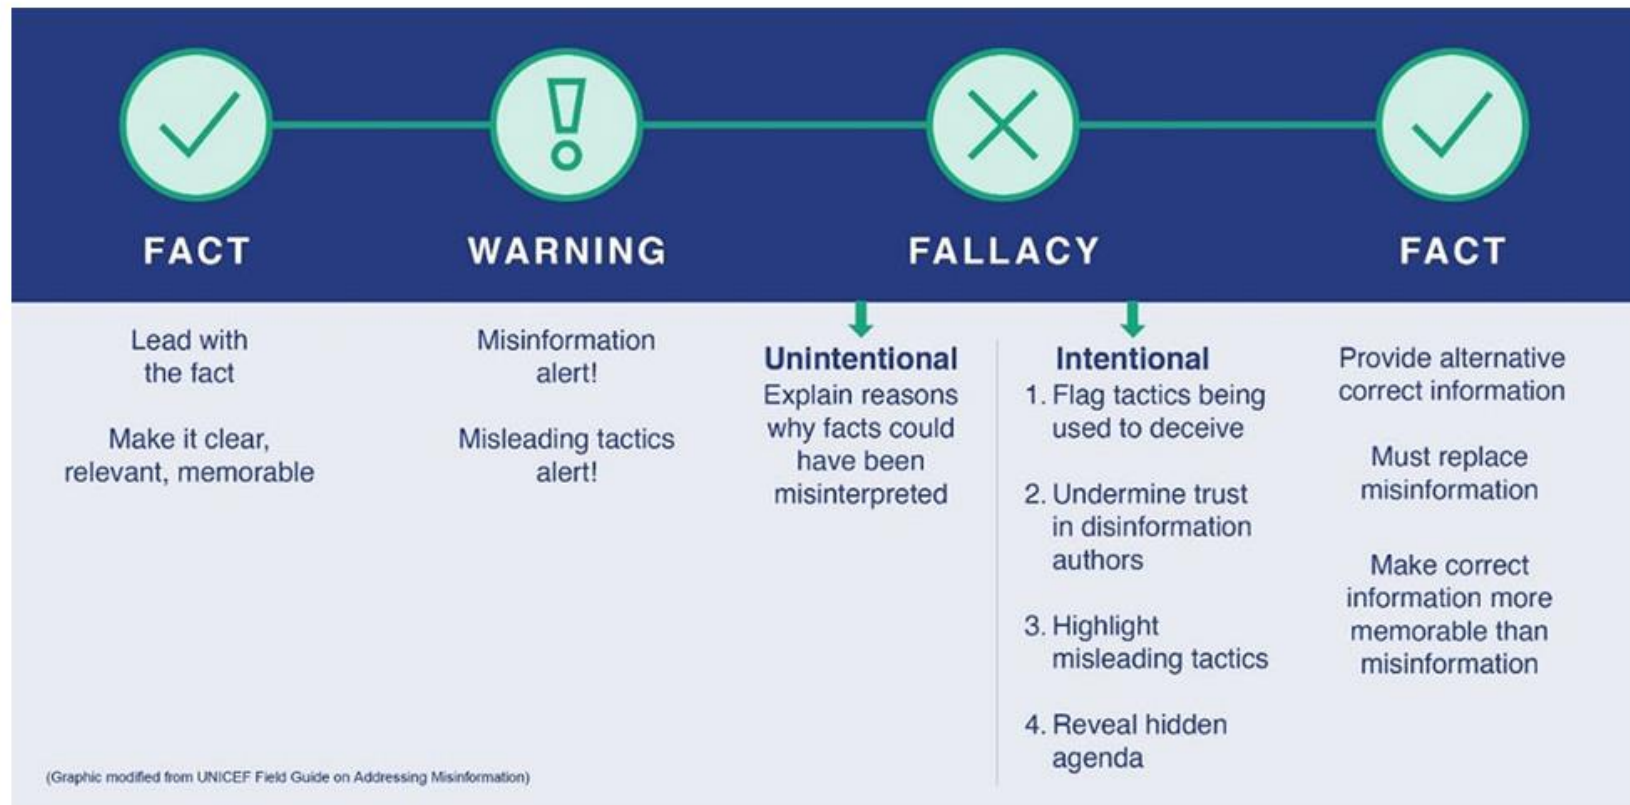 FACT
WARNING
FALLACY
FACT
Lead with
the fact
Make it clear,
relevant, memorable
Misinformation
alert!
Misleading tactics
alert!
Unintentional
Explain reasons
why facts could
have been
misinterpreted
Intentional
1. Flag tactics being
used to deceive
2. Undermine trust
in disinformation
authors
3. Highlight
misleading tactics
4. Reveal hidden
agenda
Provide alternative
correct information
Must replace
misinformation
Make correct
information more
memorable than
misinformation
(Graphic modified from UNICEF Field Guide on Addressing Misinformation)